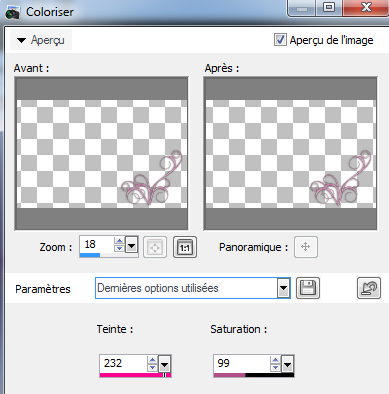 Coloriser
Aperçu
Aperçu de l'image
Avant :
Après :
Zoom : 18
1:1
Panoramique :
Paramètres
Dernières options utilisées
Teinte :
Saturation :
232
99